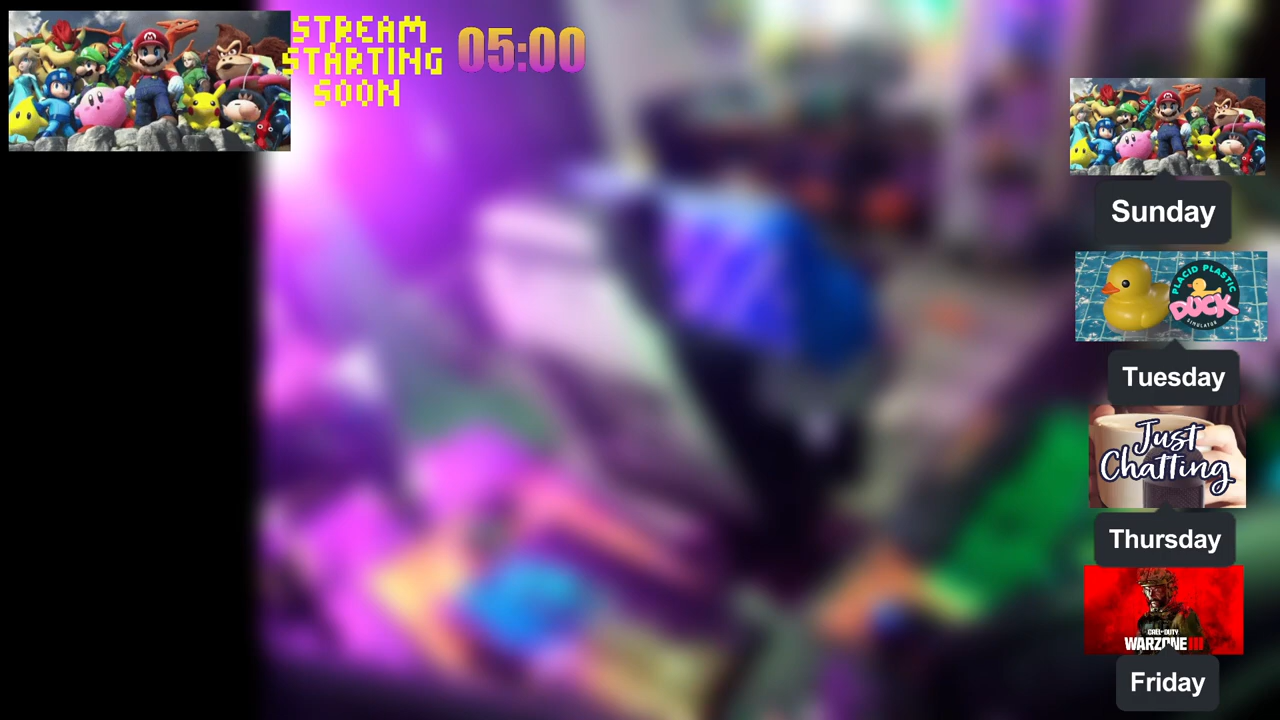 STREAM
STARTING
SOON
05:00
Sunday
PLACID PLASTIC
DUCK
SIMULATOR
Tuesday
Just
Chatting
Thursday
CALL OF DUTY
WARZONE III
Friday